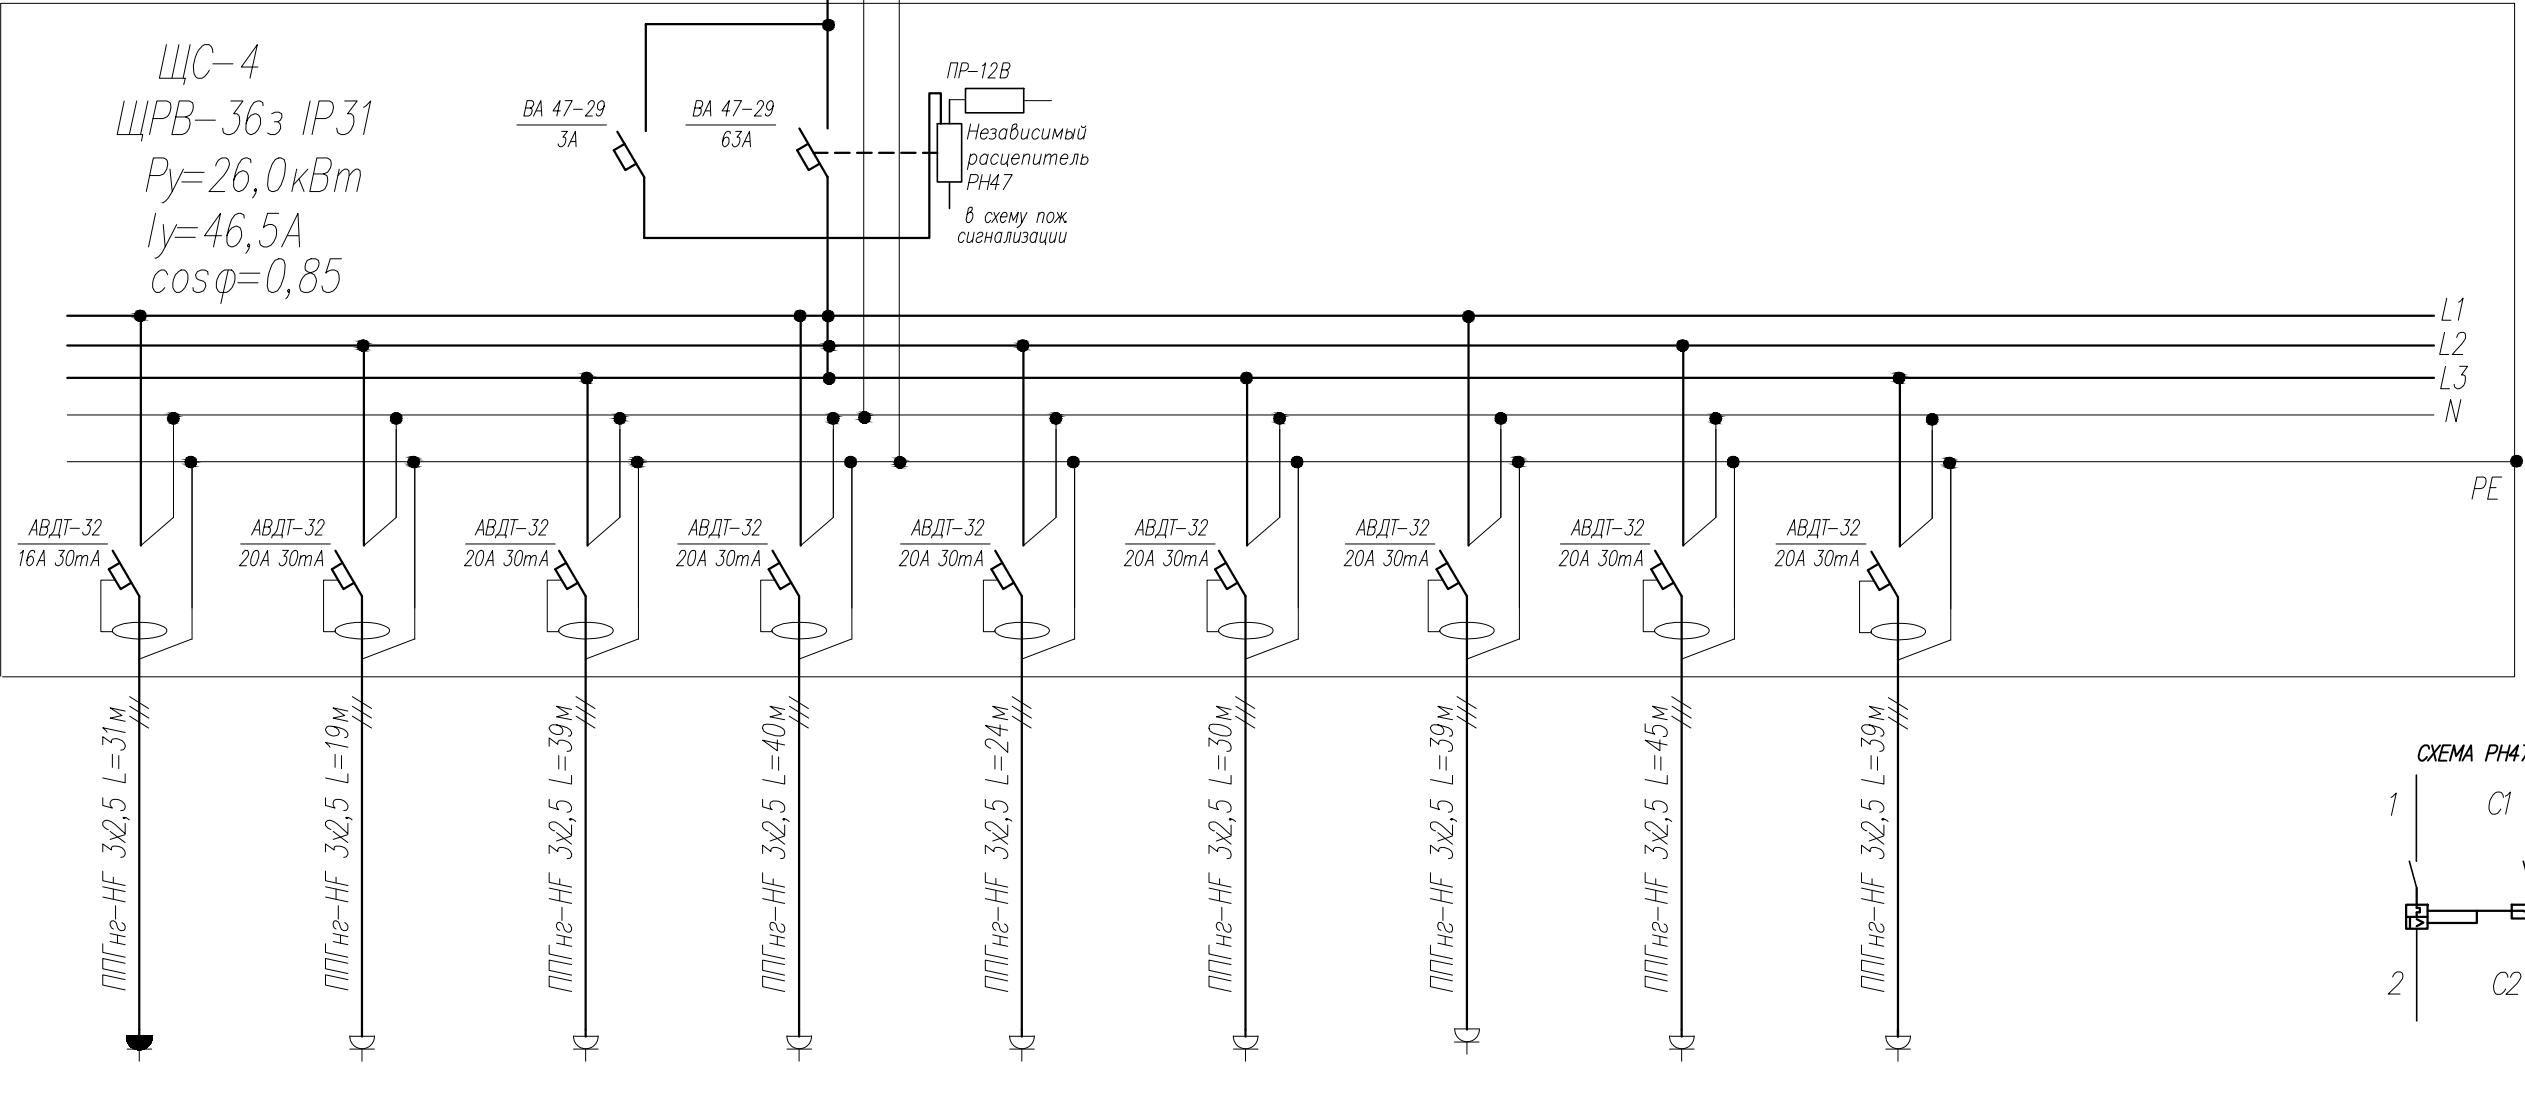 ЩС-4
ЩРВ-36з IP31
Ру=26,0кВт
Iу=46,5А
cosφ=0,85
ВА 47-29
3А
ВА 47-29
63А
ПР-12В
Независимый
расцепитель
РН47
в схему пож.
сигнализации
L1
L2
L3
N
PE
АВДТ-32
16А 30mA
АВДТ-32
20А 30mA
АВДТ-32
20А 30mA
АВДТ-32
20А 30mA
АВДТ-32
20А 30mA
АВДТ-32
20А 30mA
АВДТ-32
20А 30mA
АВДТ-32
20А 30mA
АВДТ-32
20А 30mA
ППГнг-HF 3х2,5 L=31м
ППГнг-HF 3х2,5 L=19м
ППГнг-HF 3х2,5 L=39м
ППГнг-HF 3х2,5 L=40м
ППГнг-HF 3х2,5 L=24м
ППГнг-HF 3х2,5 L=30м
ППГнг-HF 3х2,5 L=39м
ППГнг-HF 3х2,5 L=45м
ППГнг-HF 3х2,5 L=39м
СХЕМА РН47
1
С1
2
С2